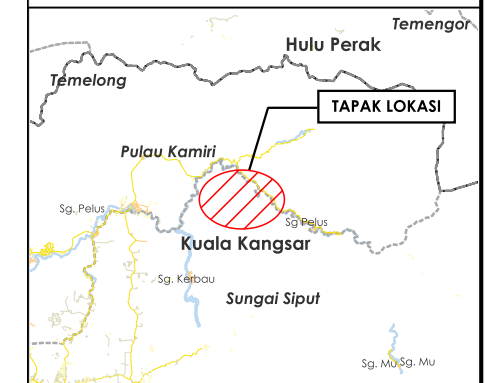 Temengor
Hulu Perak
Temelong
TAPAK LOKASI
Pulau Kamiri
Sg. Pelus
Sg Pelus
Kuala Kangsar
Sg. Kerbau
Sungai Siput
Sg. Mu
Sg. Mu